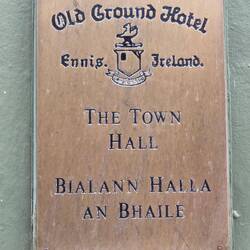 Old Ground Hotel
Ennis. Ireland.
THE TOWN
HALL
BIALANN HALLA
AN BHAILE